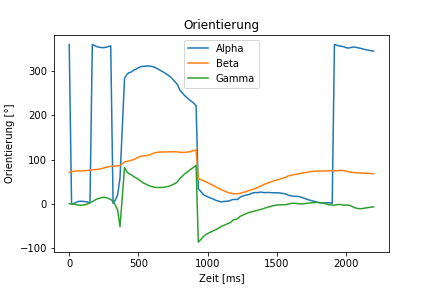 Orientierung
Alpha
Beta
Gamma
Orientierung [°]
300
200
100
0
−100
0
500
1000
1500
2000
Zeit [ms]